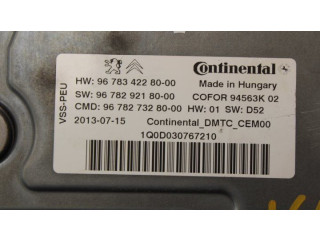 Continental
HW: 96 783 422 80-00
Made in Hungary
SW: 96 782 921 80-00
COFOR 94563K 02
CMD: 96 782 732 80-00
HW: 01 SW: D52
2013-07-15
Continental_DMTC_CEM00
1Q0D030767210
VSS-PEU